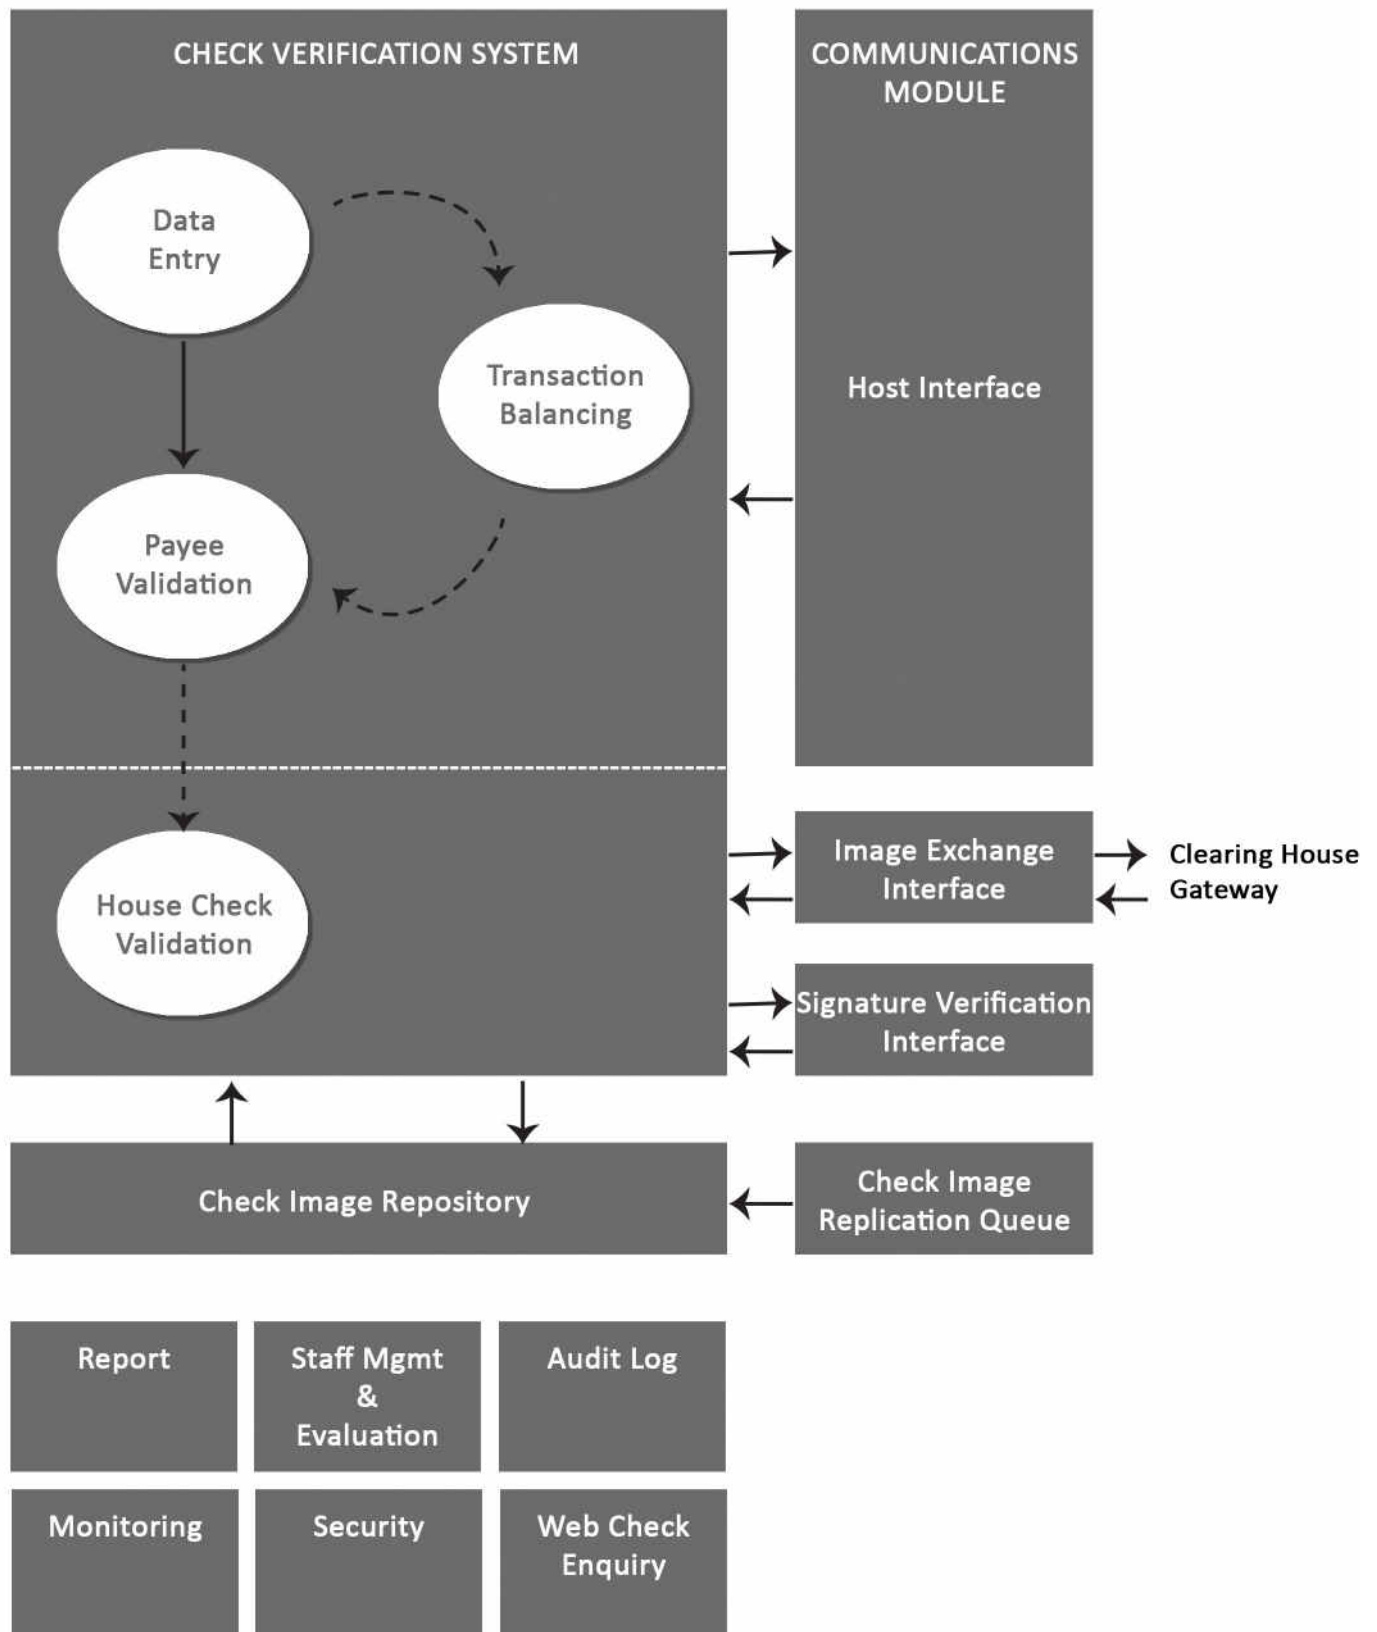 CHECK VERIFICATION SYSTEM
COMMUNICATIONS
MODULE
Data
Entry
Transaction
Balancing
Host Interface
Payee
Validation
House Check
Validation
Image Exchange
Interface
Clearing House
Gateway
Signature Verification
Interface
Check Image Repository
Check Image
Replication Queue
Report
Staff Mgmt
&
Evaluation
Audit Log
Monitoring
Security
Web Check
Enquiry